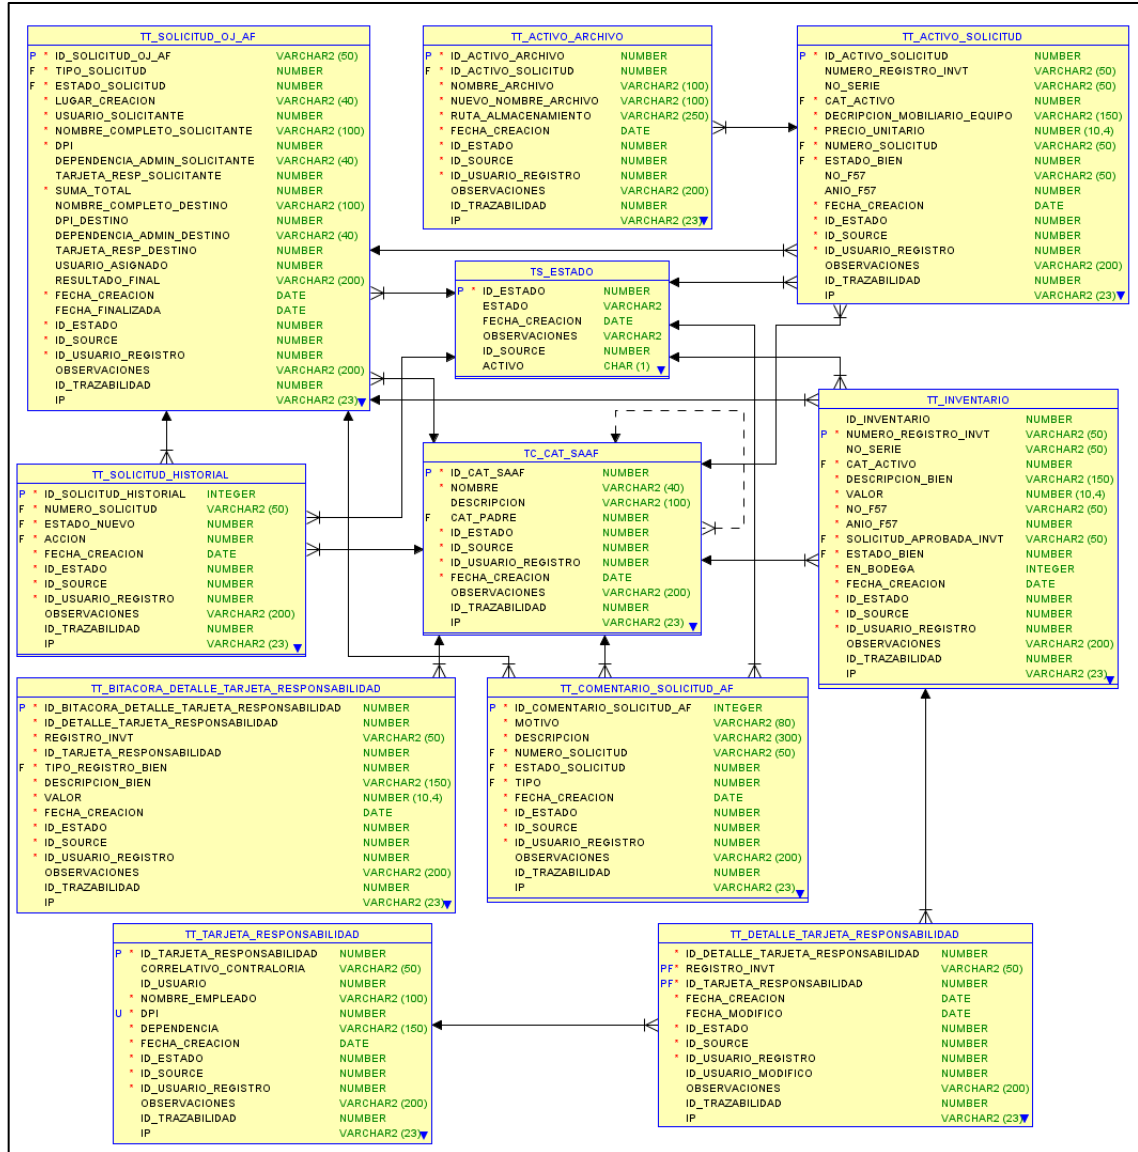 TT_SOLICITUD_OJ_AF
P * ID_SOLICITUD_OJ_AF VARCHAR2 (50)
F * TIPO_SOLICITUD NUMBER
F * ESTADO_SOLICITUD NUMBER
* LUGAR_CREACION VARCHAR2 (40)
* USUARIO_SOLICITANTE NUMBER
* NOMBRE_COMPLETO_SOLICITANTE VARCHAR2 (100)
* DPI NUMBER
DEPENDENCIA_ADMIN_SOLICITANTE VARCHAR2 (40)
TARJETA_RESP_SOLICITANTE NUMBER
* SUMA_TOTAL NUMBER
NOMBRE_COMPLETO_DESTINO VARCHAR2 (100)
DPI_DESTINO NUMBER
DEPENDENCIA_ADMIN_DESTINO VARCHAR2 (40)
TARJETA_RESP_DESTINO NUMBER
USUARIO_ASIGNADO NUMBER
RESULTADO_FINAL VARCHAR2 (200)
* FECHA_CREACION DATE
FECHA_FINALIZADA DATE
* ID_ESTADO NUMBER
* ID_SOURCE NUMBER
* ID_USUARIO_REGISTRO NUMBER
OBSERVACIONES VARCHAR2 (200)
ID_TRAZABILIDAD NUMBER
IP VARCHAR2 (23)
TT_ACTIVO_ARCHIVO
P * ID_ACTIVO_ARCHIVO NUMBER
F * ID_ACTIVO_SOLICITUD NUMBER
* NOMBRE_ARCHIVO VARCHAR2 (100)
* NUEVO_NOMBRE_ARCHIVO VARCHAR2 (100)
* RUTA_ALMACENAMIENTO VARCHAR2 (250)
* FECHA_CREACION DATE
* ID_ESTADO NUMBER
* ID_SOURCE NUMBER
* ID_USUARIO_REGISTRO NUMBER
OBSERVACIONES VARCHAR2 (200)
ID_TRAZABILIDAD NUMBER
IP VARCHAR2 (23)
TT_ACTIVO_SOLICITUD
P * ID_ACTIVO_SOLICITUD NUMBER
NUMERO_REGISTRO_INVT VARCHAR2 (50)
NO_SERIE VARCHAR2 (50)
F * CAT_ACTIVO NUMBER
* DECRIPCION_MOBILIARIO_EQUIPO VARCHAR2 (150)
* PRECIO_UNITARIO NUMBER (10,4)
F * NUMERO_SOLICITUD VARCHAR2 (50)
F * ESTADO_BIEN NUMBER
NO_F57 VARCHAR2 (50)
ANIO_F57 NUMBER
* FECHA_CREACION DATE
* ID_ESTADO NUMBER
* ID_SOURCE NUMBER
* ID_USUARIO_REGISTRO NUMBER
OBSERVACIONES VARCHAR2 (200)
ID_TRAZABILIDAD NUMBER
IP VARCHAR2 (23)
TS_ESTADO
P * ID_ESTADO NUMBER
ESTADO VARCHAR2
FECHA_CREACION DATE
OBSERVACIONES VARCHAR2
ID_SOURCE NUMBER
ACTIVO CHAR (1)
TT_INVENTARIO
ID_INVENTARIO NUMBER
P * NUMERO_REGISTRO_INVT VARCHAR2 (50)
NO_SERIE VARCHAR2 (50)
F * CAT_ACTIVO NUMBER
* DESCRIPCION_BIEN VARCHAR2 (150)
* VALOR NUMBER (10,4)
* NO_F57 VARCHAR2 (50)
* ANIO_F57 NUMBER
F * SOLICITUD_APROBADA_INVT VARCHAR2 (50)
F * ESTADO_BIEN NUMBER
* EN_BODEGA INTEGER
* FECHA_CREACION DATE
* ID_ESTADO NUMBER
* ID_SOURCE NUMBER
* ID_USUARIO_REGISTRO NUMBER
OBSERVACIONES VARCHAR2 (200)
ID_TRAZABILIDAD NUMBER
IP VARCHAR2 (23)
TT_SOLICITUD_HISTORIAL
P * ID_SOLICITUD_HISTORIAL INTEGER
F * NUMERO_SOLICITUD VARCHAR2 (50)
F * ESTADO_NUEVO NUMBER
F * ACCION NUMBER
* FECHA_CREACION DATE
* ID_ESTADO NUMBER
* ID_SOURCE NUMBER
* ID_USUARIO_REGISTRO NUMBER
OBSERVACIONES VARCHAR2 (200)
ID_TRAZABILIDAD NUMBER
IP VARCHAR2 (23)
TC_CAT_SAAF
P * ID_CAT_SAAF NUMBER
* NOMBRE VARCHAR2 (40)
DESCRIPCION VARCHAR2 (100)
F CAT_PADRE NUMBER
* ID_ESTADO NUMBER
* ID_SOURCE NUMBER
* ID_USUARIO_REGISTRO NUMBER
* FECHA_CREACION DATE
OBSERVACIONES VARCHAR2 (200)
ID_TRAZABILIDAD NUMBER
IP VARCHAR2 (23)
TT_BITACORA_DETALLE_TARJETA_RESPONSABILIDAD
P * ID_BITACORA_DETALLE_TARJETA_RESPONSABILIDAD NUMBER
* ID_DETALLE_TARJETA_RESPONSABILIDAD NUMBER
* REGISTRO_INVT VARCHAR2 (50)
* ID_TARJETA_RESPONSABILIDAD NUMBER
F * TIPO_REGISTRO_BIEN NUMBER
* DESCRIPCION_BIEN VARCHAR2 (150)
* VALOR NUMBER (10,4)
* FECHA_CREACION DATE
* ID_ESTADO NUMBER
* ID_SOURCE NUMBER
* ID_USUARIO_REGISTRO NUMBER
OBSERVACIONES VARCHAR2 (200)
ID_TRAZABILIDAD NUMBER
IP VARCHAR2 (23)
TT_COMENTARIO_SOLICITUD_AF
P * ID_COMENTARIO_SOLICITUD_AF INTEGER
* MOTIVO VARCHAR2 (80)
* DESCRIPCION VARCHAR2 (300)
F * NUMERO_SOLICITUD VARCHAR2 (50)
F * ESTADO_SOLICITUD NUMBER
F * TIPO NUMBER
* FECHA_CREACION DATE
* ID_ESTADO NUMBER
* ID_SOURCE NUMBER
* ID_USUARIO_REGISTRO NUMBER
OBSERVACIONES VARCHAR2 (200)
ID_TRAZABILIDAD NUMBER
IP VARCHAR2 (23)
TT_TARJETA_RESPONSABILIDAD
P * ID_TARJETA_RESPONSABILIDAD NUMBER
CORRELATIVO_CONTRALORIA VARCHAR2 (50)
ID_USUARIO NUMBER
* NOMBRE_EMPLEADO VARCHAR2 (100)
U * DPI NUMBER
* DEPENDENCIA VARCHAR2 (150)
* FECHA_CREACION DATE
* ID_ESTADO NUMBER
* ID_SOURCE NUMBER
* ID_USUARIO_REGISTRO NUMBER
OBSERVACIONES VARCHAR2 (200)
ID_TRAZABILIDAD NUMBER
IP VARCHAR2 (23)
TT_DETALLE_TARJETA_RESPONSABILIDAD
* ID_DETALLE_TARJETA_RESPONSABILIDAD NUMBER
PF* REGISTRO_INVT VARCHAR2 (50)
PF* ID_TARJETA_RESPONSABILIDAD NUMBER
* FECHA_CREACION DATE
FECHA_MODIFICO DATE
* ID_ESTADO NUMBER
* ID_SOURCE NUMBER
* ID_USUARIO_REGISTRO NUMBER
ID_USUARIO_MODIFICO NUMBER
OBSERVACIONES VARCHAR2 (200)
ID_TRAZABILIDAD NUMBER
IP VARCHAR2 (23)